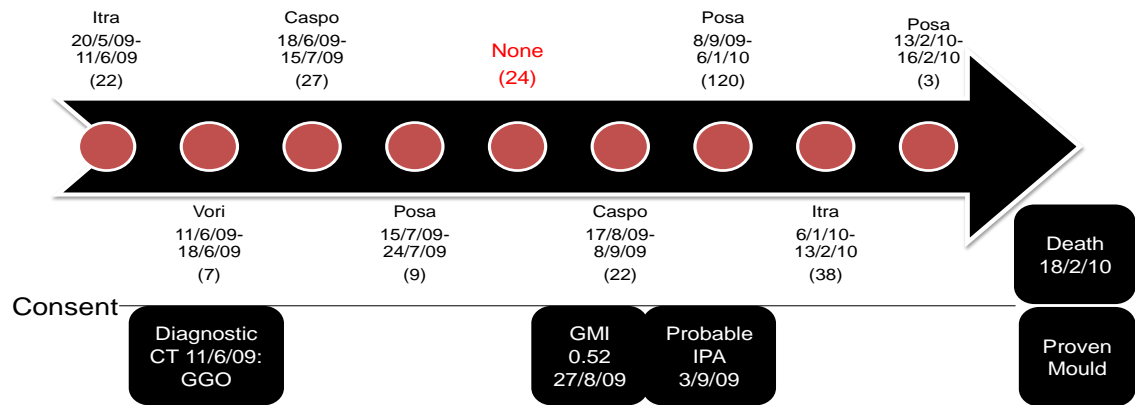 Itra
20/5/09-
11/6/09
(22)
Caspo
18/6/09-
15/7/09
(27)
None
(24)
Posa
8/9/09-
6/1/10
(120)
Posa
13/2/10-
16/2/10
(3)
Vori
11/6/09-
18/6/09
(7)
Posa
15/7/09-
24/7/09
(9)
Caspo
17/8/09-
8/9/09
(22)
Itra
6/1/10-
13/2/10
(38)
Death
18/2/10
Consent
Diagnostic
CT 11/6/09:
GGO
GMI
0.52
27/8/09
Probable
IPA
3/9/09
Proven
Mould